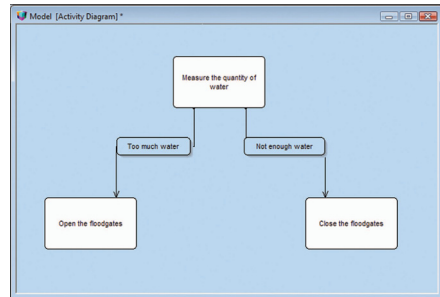 Model [Activity Diagram] *
Measure the quantity of
water
Too much water
Not enough water
Open the floodgates
Close the floodgates